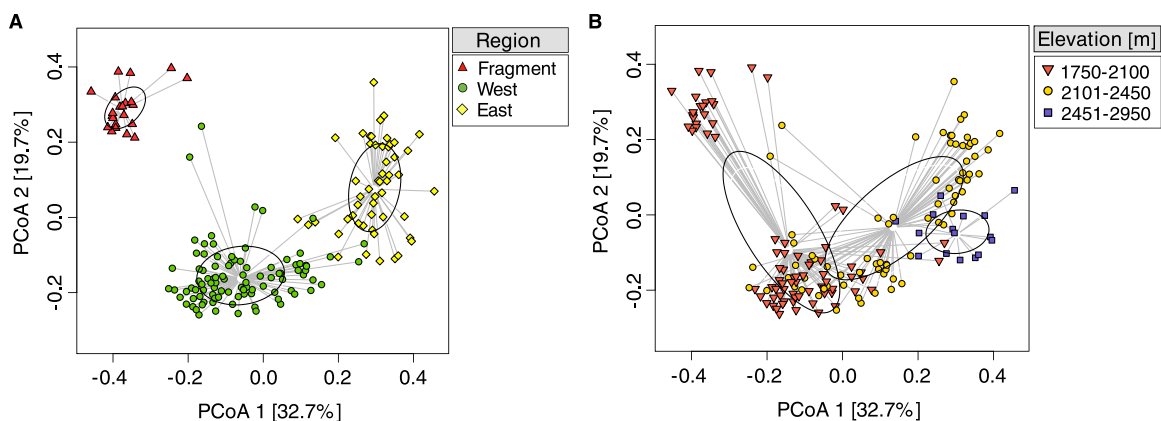 A
Region
Fragment
West
East
0.4
0.2
0.0
-0.2
PCoA 2 [19.7%]
-0.4
-0.2
0.0
0.2
0.4
PCoA 1 [32.7%]
B
Elevation [m]
1750-2100
2101-2450
2451-2950
0.4
0.2
0.0
-0.2
PCoA 2 [19.7%]
-0.4
-0.2
0.0
0.2
0.4
PCoA 1 [32.7%]